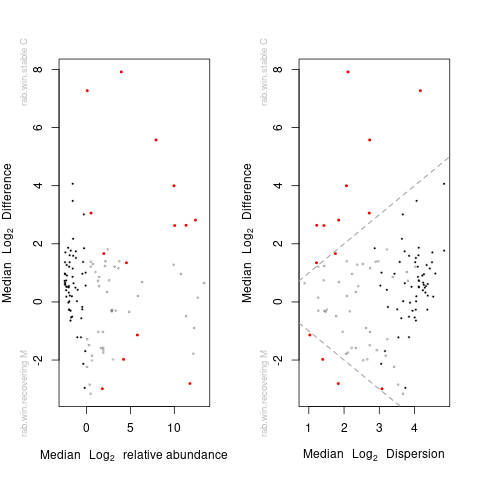 rab.win.stable C
rab.win.recovering M
Median Log2 Difference
8
6
4
2
0
-2
0 5 10
Median Log2 relative abundance
rab.win.stable C
rab.win.recovering M
Median Log2 Difference
8
6
4
2
0
-2
1 2 3 4
Median Log2 Dispersion